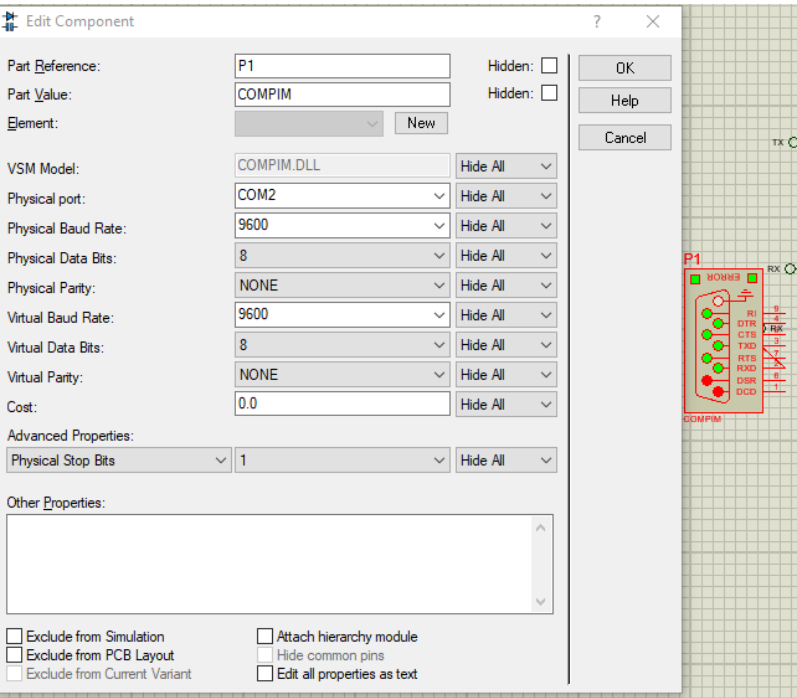 Edit Component
?
Part Reference: P1 Hidden:
Part Value: COMPIM Hidden:
Element: New
VSM Model: COMPIM.DLL Hide All
Physical port: COM2 Hide All
Physical Baud Rate: 9600 Hide All
Physical Data Bits: 8 Hide All
Physical Parity: NONE Hide All
Virtual Baud Rate: 9600 Hide All
Virtual Data Bits: 8 Hide All
Virtual Parity: NONE Hide All
Cost: 0.0 Hide All
Advanced Properties:
Physical Stop Bits 1 Hide All
Other Properties:
Exclude from Simulation Attach hierarchy module
Exclude from PCB Layout Hide common pins
Exclude from Current Variant Edit all properties as text
OK
Help
Cancel
TX
P1
RX
ERROR
RI 9
DTR 4
RX
CTS
TXD 3
RTS 7
RXD
DSR 6
DCD 1
COMPIM